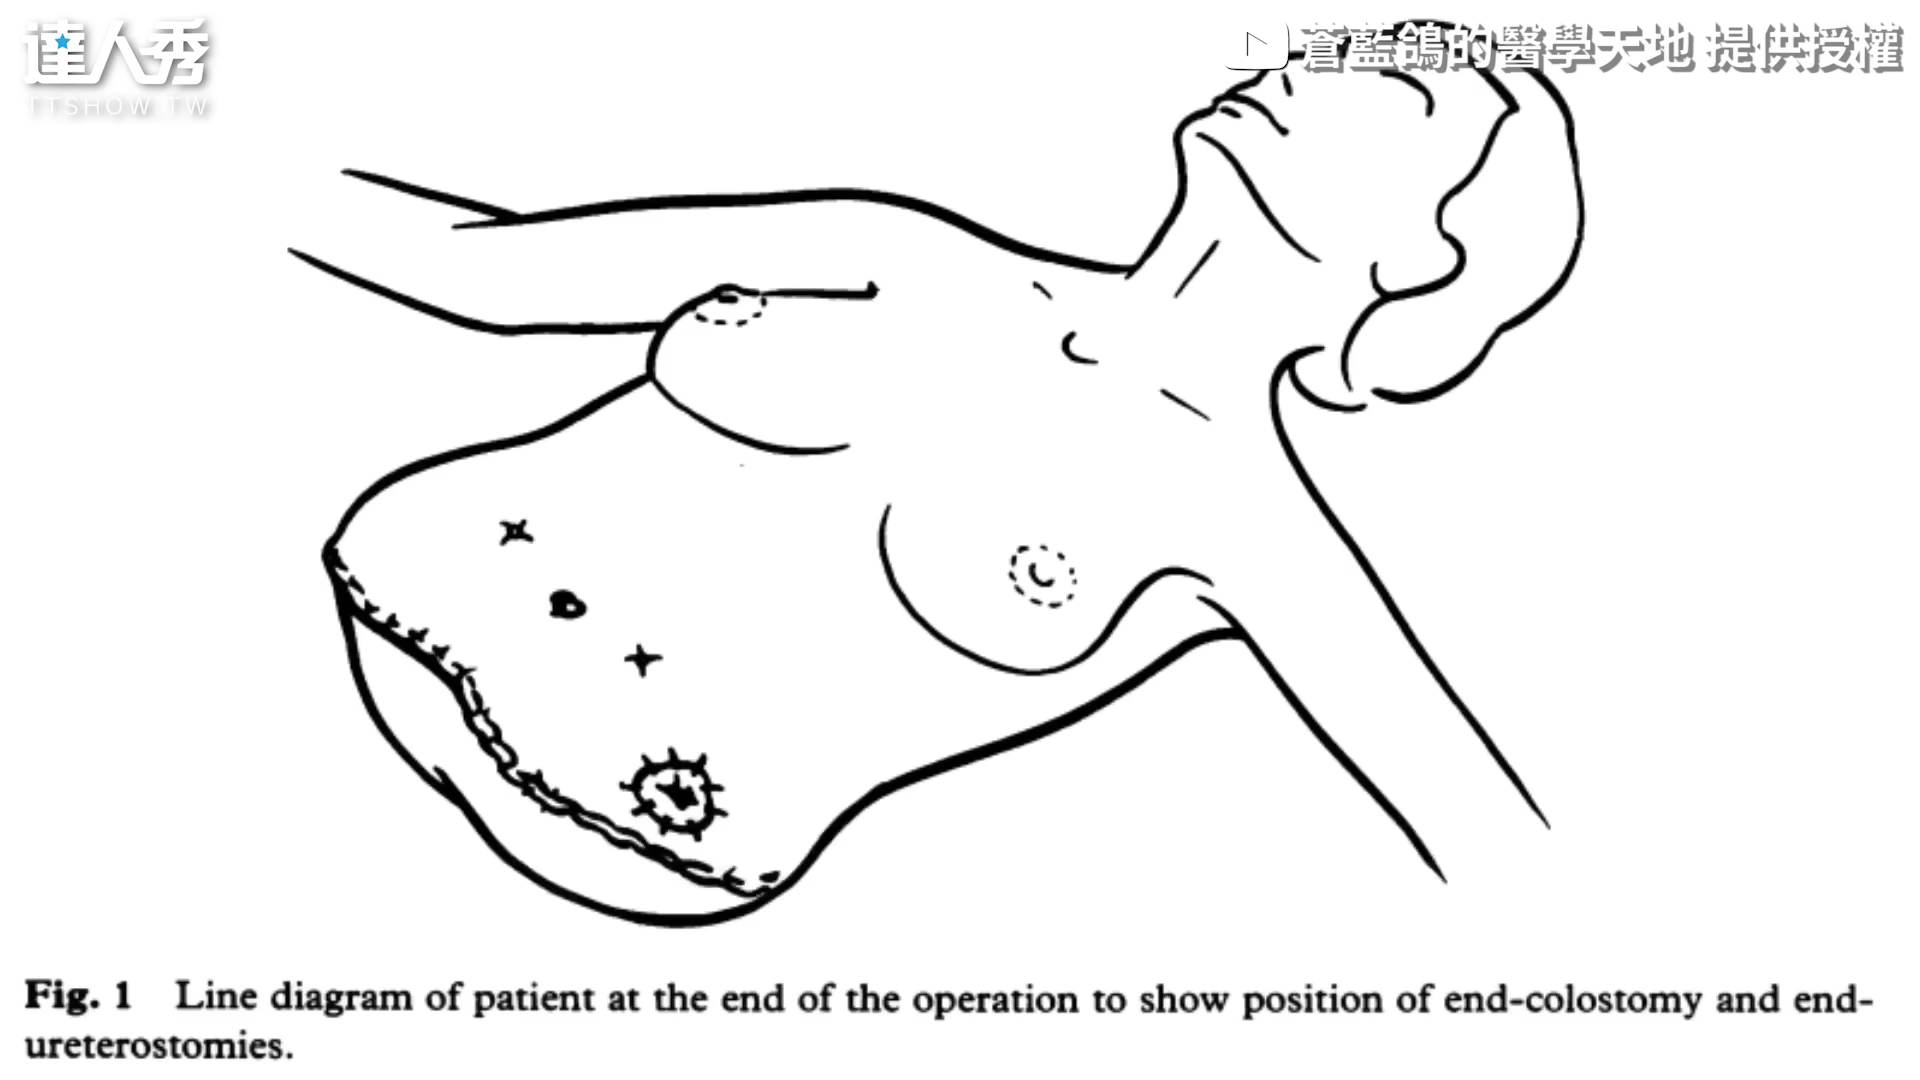 達人秀
TTSHOW.TW
蒼藍鴿的醫學天地 提供授權
Fig. 1 Line diagram of patient at the end of the operation to show position of end-colostomy and end-
ureterostomies.